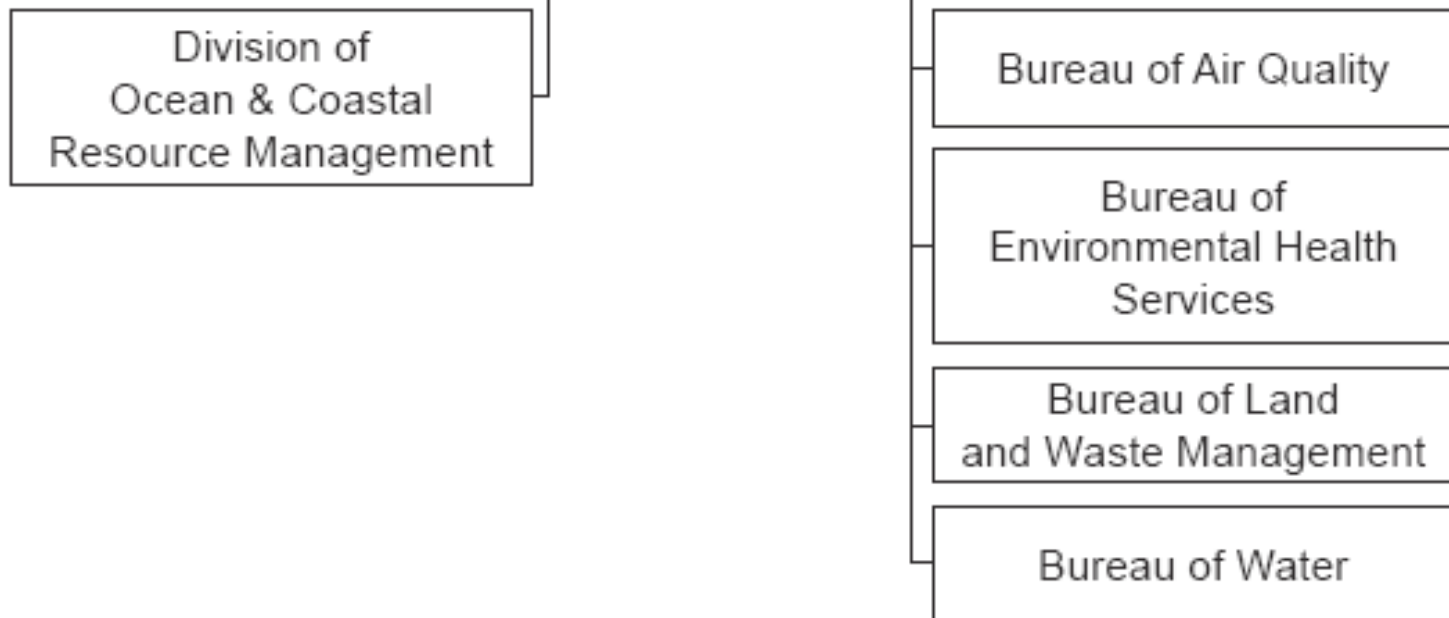 Division of
Ocean & Coastal
Resource Management
Bureau of Air Quality
Bureau of
Environmental Health
Services
Bureau of Land
and Waste Management
Bureau of Water